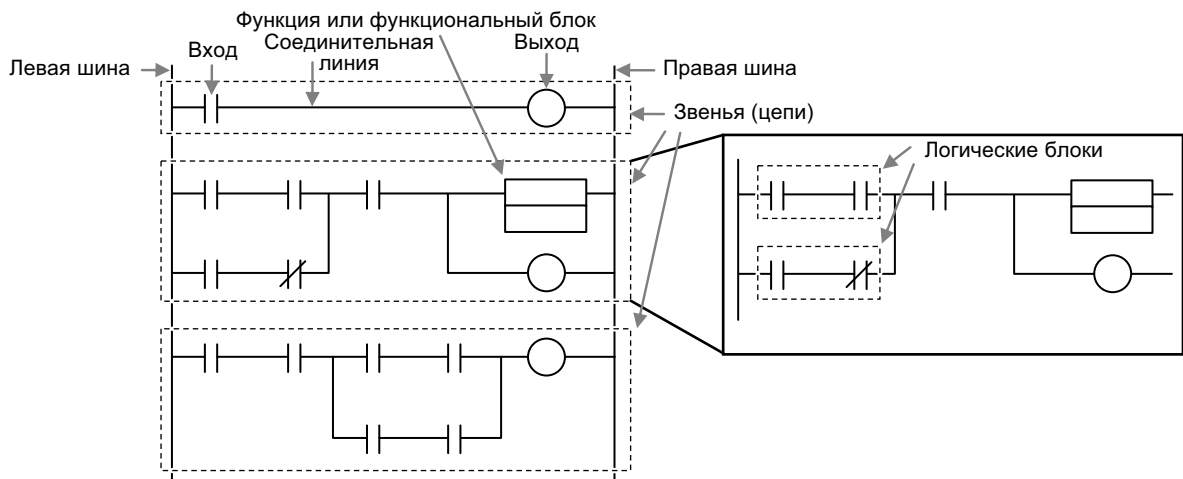 Функция или функциональный блок
Вход
Соединительная
линия
Выход
Левая шина
Правая шина
Звенья (цепи)
Логические блоки